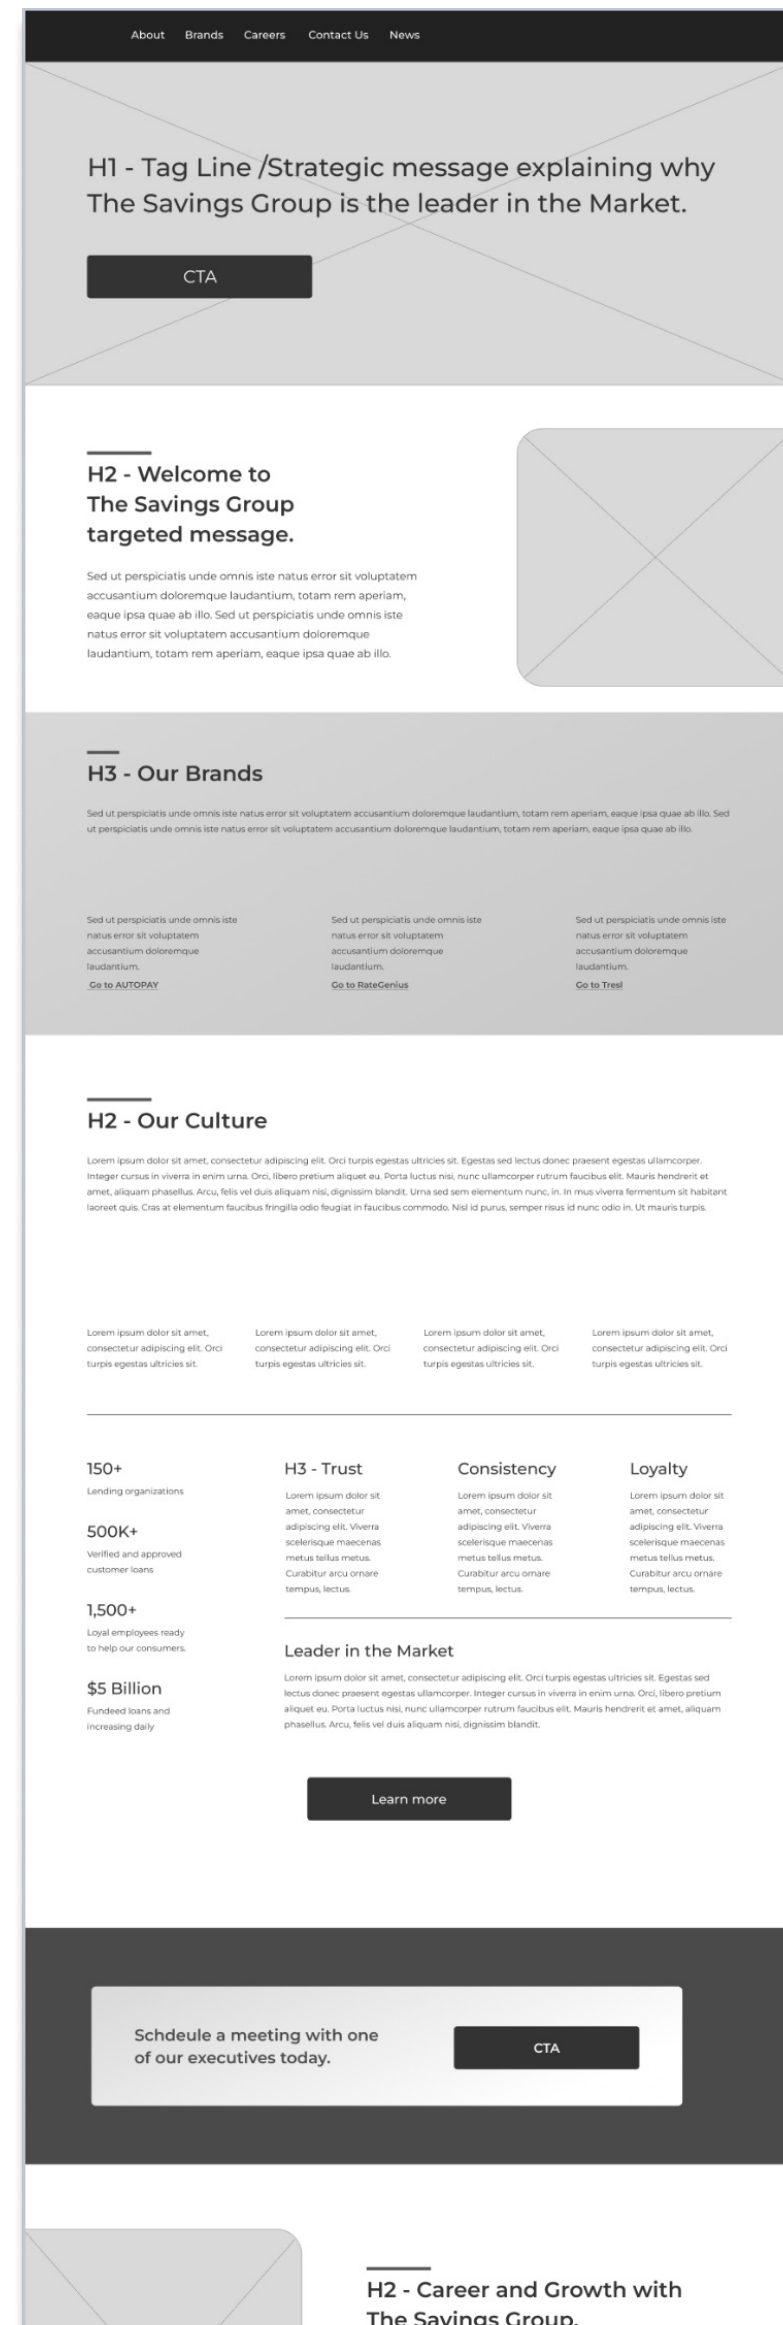 About Brands Careers Contact Us News
H1 - Tag Line /Strategic message explaining why
The Savings Group is the leader in the Market.
CTA
H2 - Welcome to
The Savings Group
targeted message.
Sed ut perspiciatis unde omnis iste natus error sit voluptatem
accusantium doloremque laudantium, totam rem aperiam,
eaque ipsa quae ab illo. Sed ut perspiciatis unde omnis iste
natus error sit voluptatem accusantium doloremque
laudantium, totam rem aperiam, eaque ipsa quae ab illo.
H3 - Our Brands
Sed ut perspiciatis unde omnis iste natus error sit voluptatem accusantium doloremque laudantium, totam rem aperiam, eaque ipsa quae ab illo. Sed
ut perspiciatis unde omnis iste natus error sit voluptatem accusantium doloremque laudantium, totam rem aperiam, eaque ipsa quae ab illo.
Sed ut perspiciatis unde omnis iste
natus error sit voluptatem
accusantium doloremque
laudantium.
Go to AUTOPAY
Sed ut perspiciatis unde omnis iste
natus error sit voluptatem
accusantium doloremque
laudantium.
Go to RateGenius
Sed ut perspiciatis unde omnis iste
natus error sit voluptatem
accusantium doloremque
laudantium.
Go to Tresl
H2 - Our Culture
Lorem ipsum dolor sit amet, consectetur adipiscing elit. Orci turpis egestas ultricies sit. Egestas sed lectus donec praesent egestas ullamcorper.
Integer cursus in viverra in enim urna. Orci, libero pretium aliquet eu. Porta luctus nisi, nunc ullamcorper rutrum faucibus elit. Mauris hendrerit et
amet, aliquam phasellus. Arcu, felis vel duis aliquam nisi, dignissim blandit. Urna sed sem elementum nunc, in. In mus viverra fermentum sit habitant
laoreet quis. Cras at elementum faucibus fringilla odio feugiat in faucibus commodo. Nisl id purus, semper risus id nunc odio in. Ut mauris turpis.
Lorem ipsum dolor sit amet,
consectetur adipiscing elit. Orci
turpis egestas ultricies sit.
Lorem ipsum dolor sit amet,
consectetur adipiscing elit. Orci
turpis egestas ultricies sit.
Lorem ipsum dolor sit amet,
consectetur adipiscing elit. Orci
turpis egestas ultricies sit.
Lorem ipsum dolor sit amet,
consectetur adipiscing elit. Orci
turpis egestas ultricies sit.
150+
Lending organizations
500K+
Verified and approved
customer loans
1,500+
Loyal employees ready
to help our consumers.
$5 Billion
Fundeed loans and
increasing daily
H3 - Trust
Lorem ipsum dolor sit
amet, consectetur
adipiscing elit. Viverra
scelerisque maecenas
metus tellus metus.
Curabitur arcu ornare
tempus, lectus.
Consistency
Lorem ipsum dolor sit
amet, consectetur
adipiscing elit. Viverra
scelerisque maecenas
metus tellus metus.
Curabitur arcu ornare
tempus, lectus.
Loyalty
Lorem ipsum dolor sit
amet, consectetur
adipiscing elit. Viverra
scelerisque maecenas
metus tellus metus.
Curabitur arcu ornare
tempus, lectus.
Leader in the Market
Lorem ipsum dolor sit amet, consectetur adipiscing elit. Orci turpis egestas ultricies sit. Egestas sed
lectus donec praesent egestas ullamcorper. Integer cursus in viverra in enim urna. Orci, libero pretium
aliquet eu. Porta luctus nisi, nunc ullamcorper rutrum faucibus elit. Mauris hendrerit et amet, aliquam
phasellus. Arcu, felis vel duis aliquam nisi, dignissim blandit.
Learn more
Schdeule a meeting with one
of our executives today.
CTA
H2 - Career and Growth with
The Savings Group.